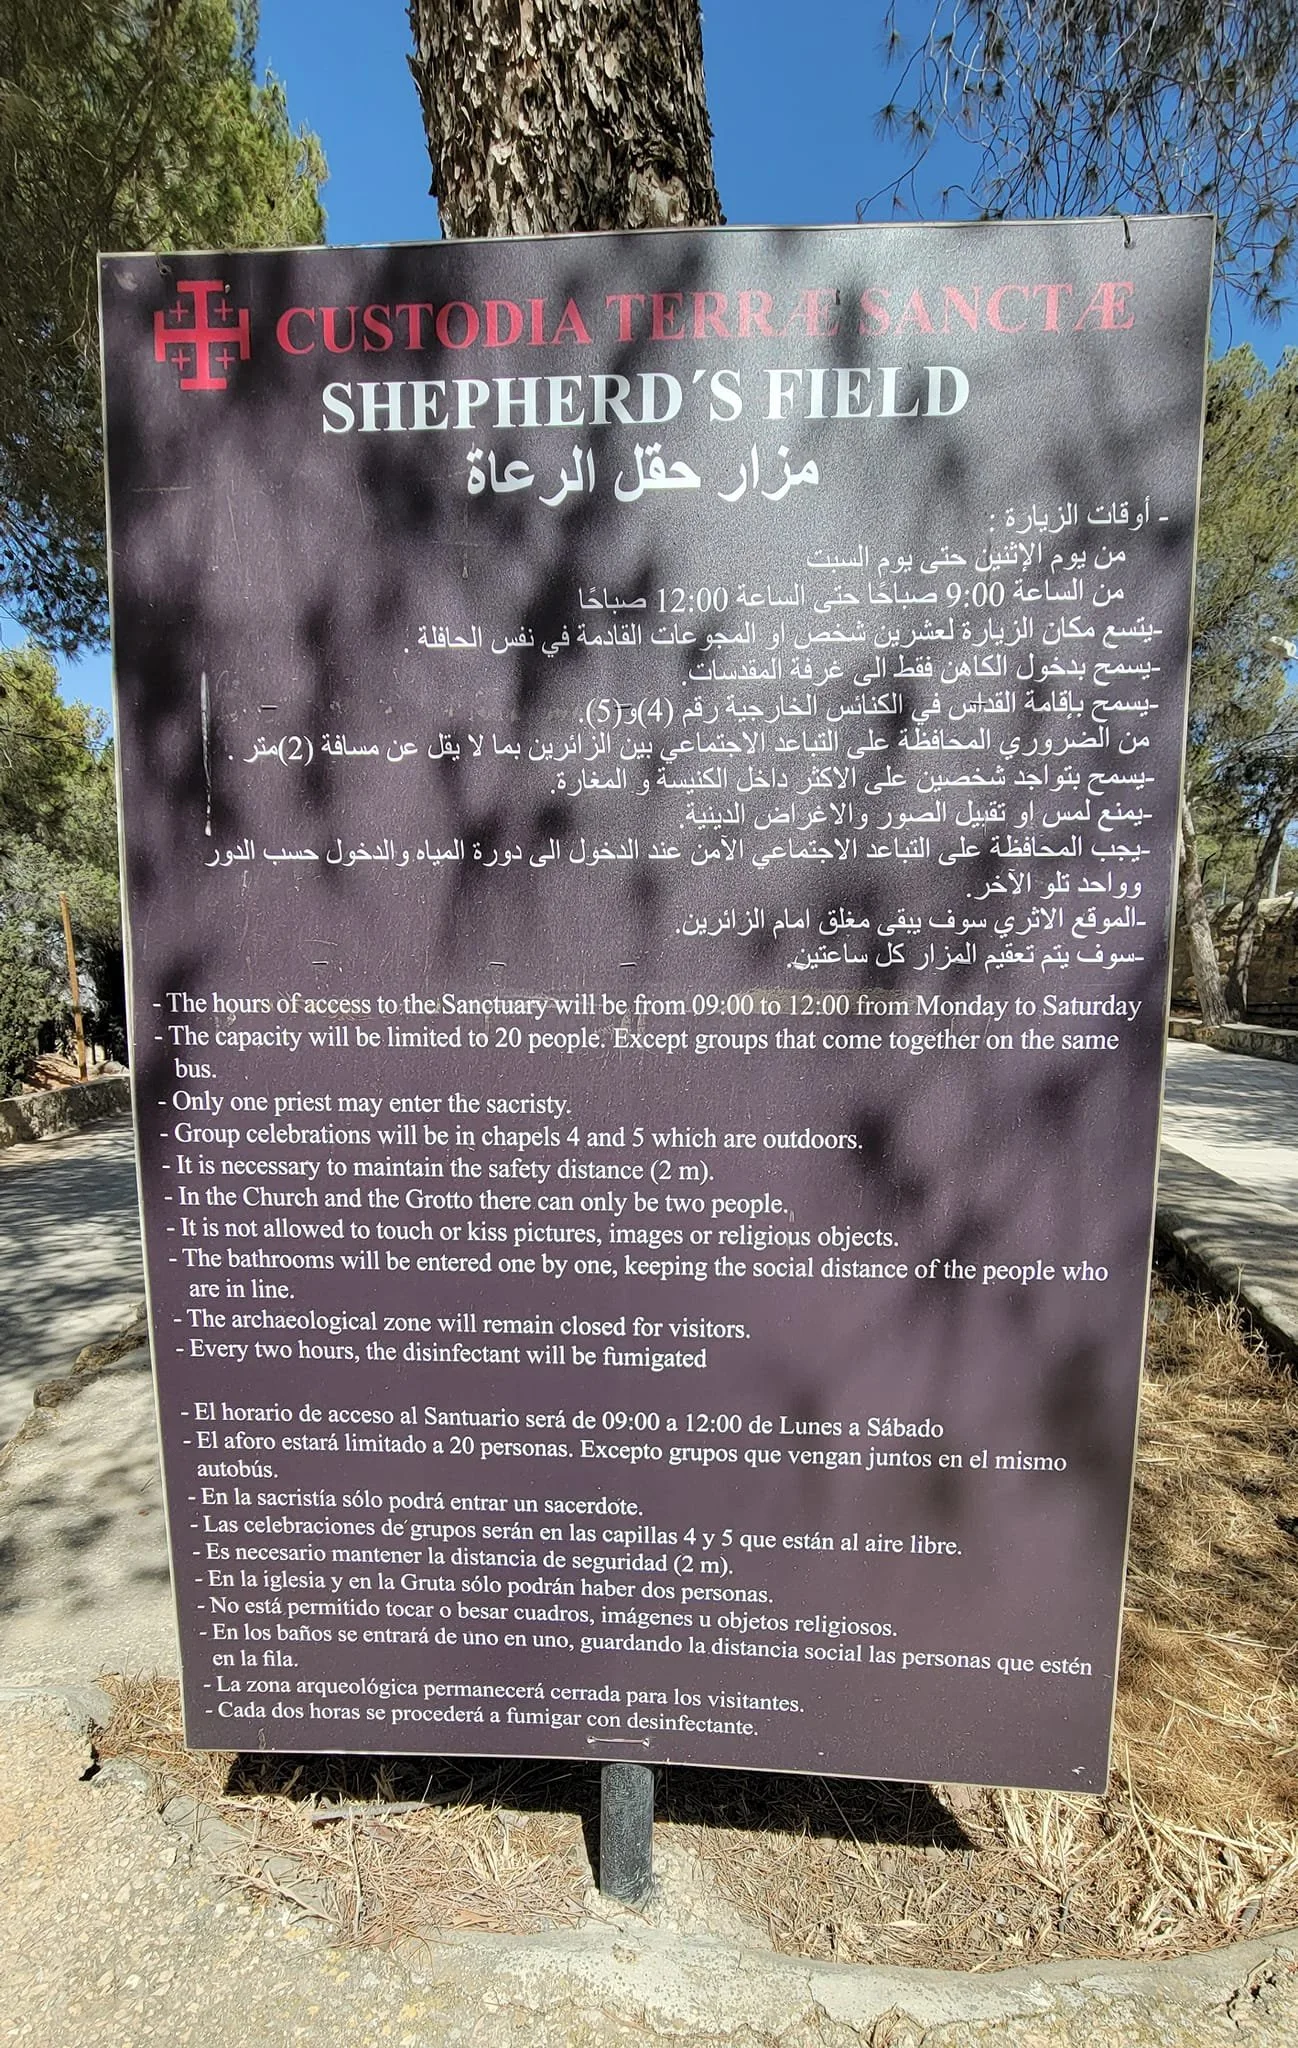 CUSTODIA TERRÆ SANCTÆ
SHEPHERD´S FIELD
مزار حقل الرعاة
- أوقات الزيارة :
من يوم الإثنين حتى يوم السبت
من الساعة 9:00 صباحًا حتى الساعة 12:00 صباحًا
-يتسع مكان الزيارة لعشرين شخص او المجوعات القادمة في نفس الحافلة .
-يسمح بدخول الكاهن فقط الى غرفة المقدسات.
-يسمح بإقامة القداس في الكنائس الخارجية رقم (4)و(5).
من الضروري المحافظة على التباعد الاجتماعي بين الزائرين بما لا يقل عن مسافة (2)متر .
-يسمح بتواجد شخصين على الاكثر داخل الكنيسة و المغارة.
-يمنع لمس او تقبيل الصور والاغراض الدينية.
-يجب المحافظة على التباعد الاجتماعي الآمن عند الدخول الى دورة المياه والدخول حسب الدور
وواحد تلو الآخر.
-الموقع الاثري سوف يبقى مغلق امام الزائرين.
-سوف يتم تعقيم المزار كل ساعتين.
- The hours of access to the Sanctuary will be from 09:00 to 12:00 from Monday to Saturday
- The capacity will be limited to 20 people. Except groups that come together on the same
bus.
- Only one priest may enter the sacristy.
- Group celebrations will be in chapels 4 and 5 which are outdoors.
- It is necessary to maintain the safety distance (2 m).
- In the Church and the Grotto there can only be two people.
- It is not allowed to touch or kiss pictures, images or religious objects.
- The bathrooms will be entered one by one, keeping the social distance of the people who
are in line.
- The archaeological zone will remain closed for visitors.
- Every two hours, the disinfectant will be fumigated
- El horario de acceso al Santuario será de 09:00 a 12:00 de Lunes a Sábado
- El aforo estará limitado a 20 personas. Excepto grupos que vengan juntos en el mismo
autobús.
- En la sacristía sólo podrá entrar un sacerdote.
- Las celebraciones de grupos serán en las capillas 4 y 5 que están al aire libre.
- Es necesario mantener la distancia de seguridad (2 m).
- En la iglesia y en la Gruta sólo podrán haber dos personas.
- No está permitido tocar o besar cuadros, imágenes u objetos religiosos.
- En los baños se entrará de uno en uno, guardando la distancia social las personas que estén
en la fila.
- La zona arqueológica permanecerá cerrada para los visitantes.
- Cada dos horas se procederá a fumigar con desinfectante.